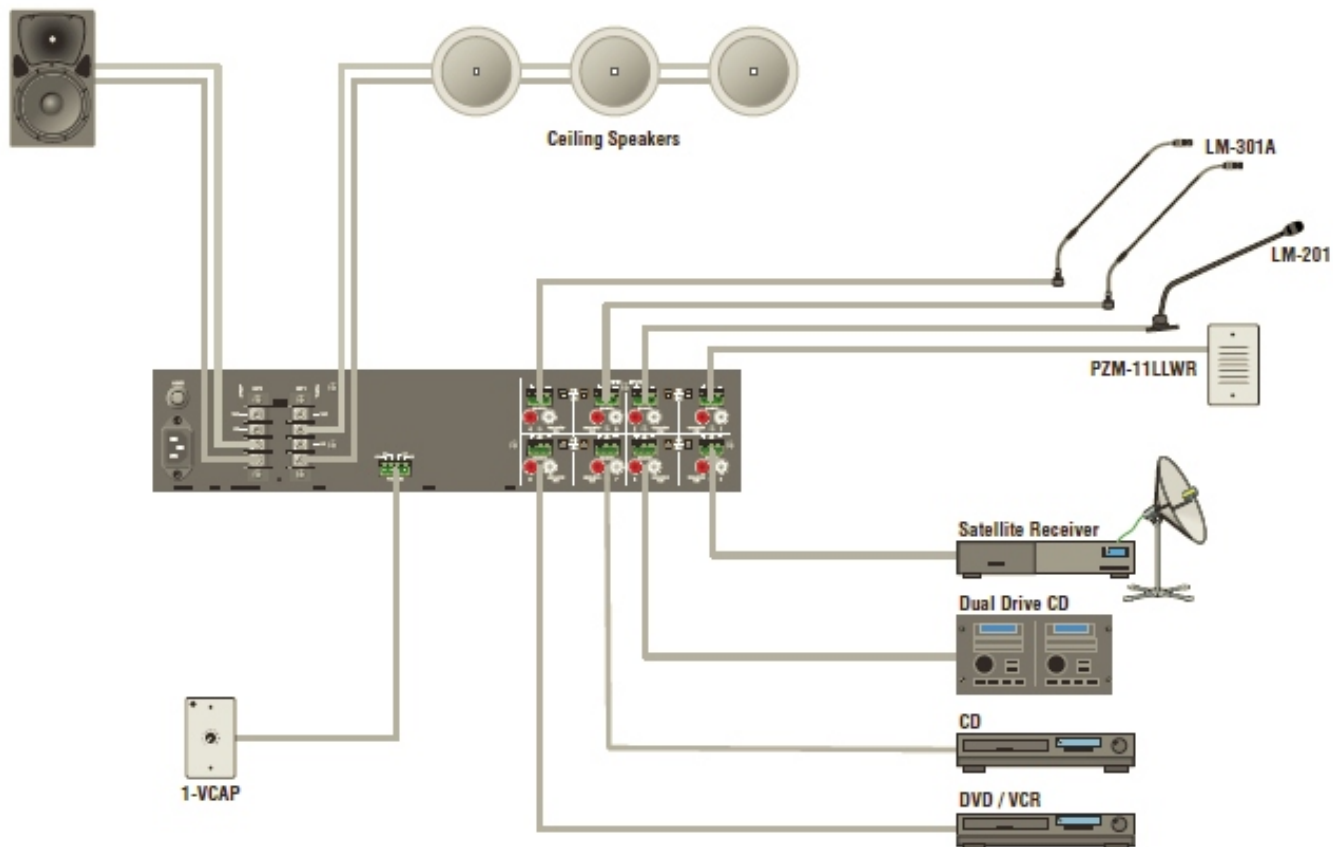 Ceiling Speakers
LM-301A
LM-201
PZM-11LLWR
Satellite Receiver
Dual Drive CD
CD
1-VCAP
DVD / VCR